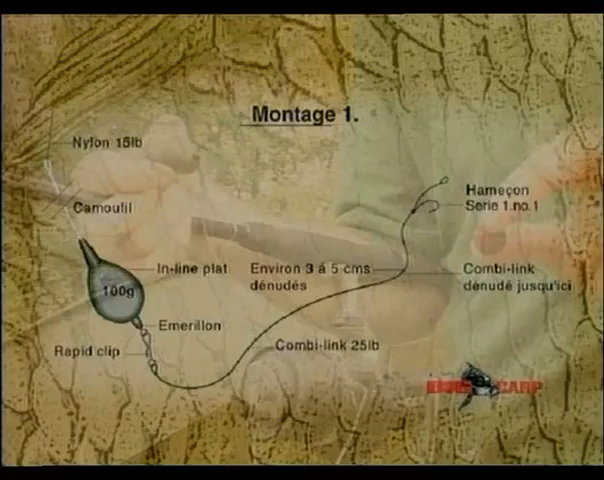 Montage 1.
Nylon 15lb
Camoufil
In-line plat
100g
Emerillon
Rapid clip
Environ 3 à 5 cms
dénudés
Combi-link 25lb
Hameçon
Serie 1.no.1
Combi-link
dénudé jusqu'ici
CARP